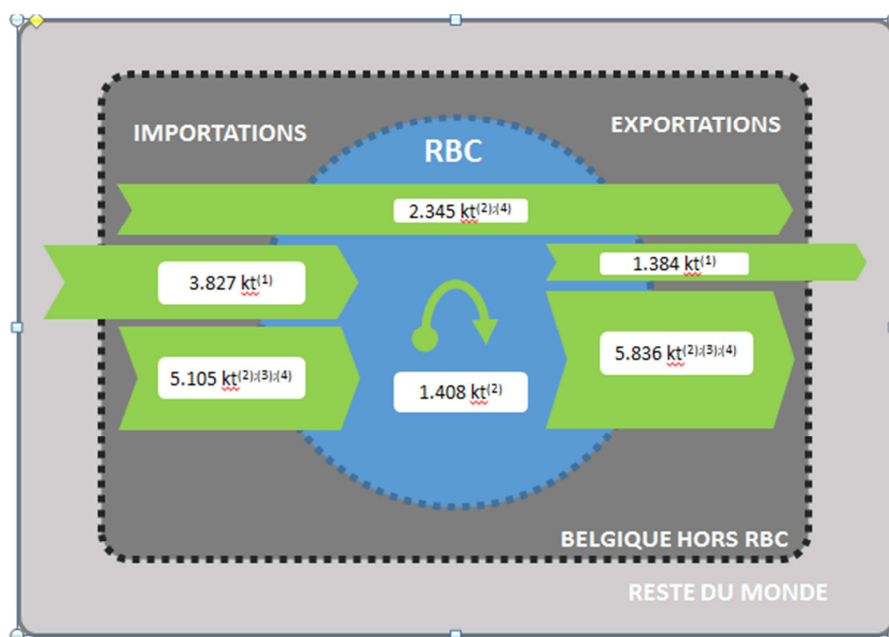 IMPORTATIONS
EXPORTATIONS
RBC
2.345 kt(2);(4)
3.827 kt(1)
1.384 kt(1)
5.105 kt(2);(3);(4)
5.836 kt(2);(3);(4)
1.408 kt(2)
BELGIQUE HORS RBC
RESTE DU MONDE